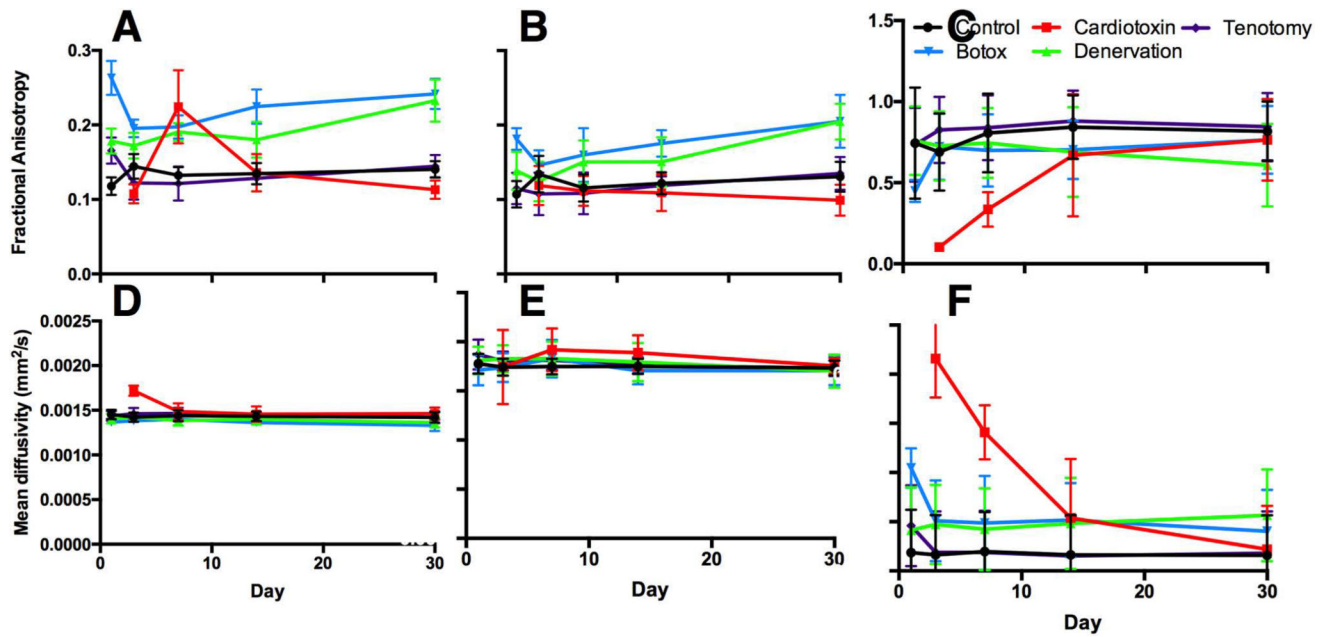 A
B
C
Control
Cardiotoxin
Tenotomy
Botox
Denervation
Fractional Anisotropy
0.3
0.2
0.1
0.0
1.5
1.0
0.5
0.0
D
E
F
Mean diffusivity (mm²/s)
0.0025
0.0020
0.0015
0.0010
0.0005
0.0000
0
10
20
30
0
10
20
30
0
10
20
30
Day
Day
Day